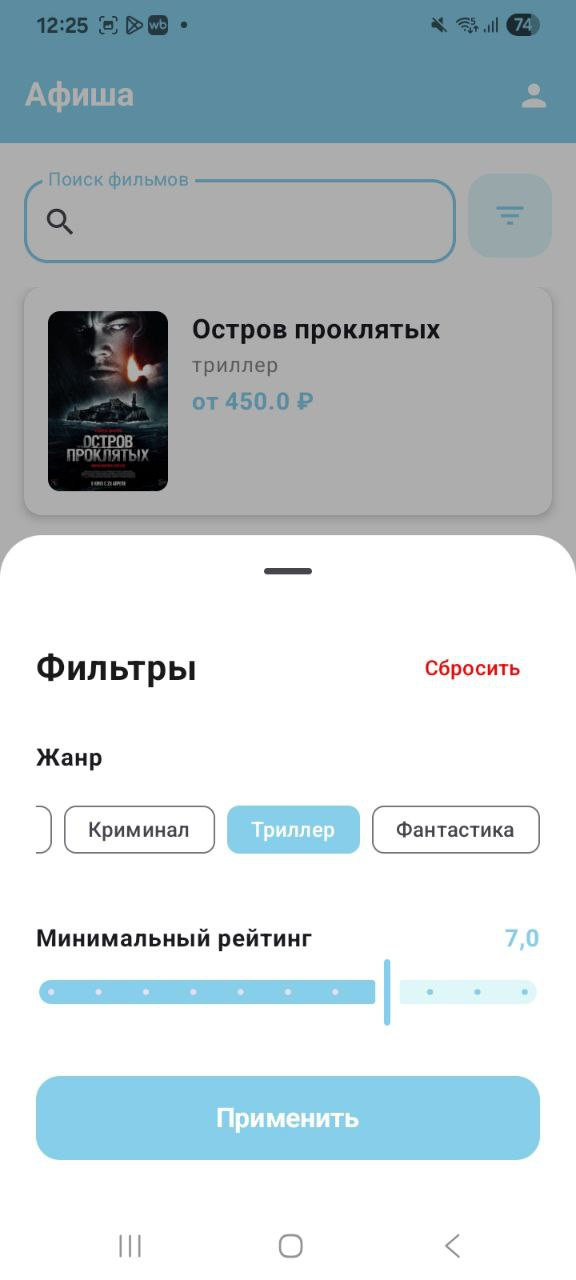 12:25
wb
74
Афиша
Поиск фильмов
Остров проклятых
триллер
от 450.0 ₽
ОСТРОВ
ПРОКЛЯТЫХ
Фильтры
Сбросить
Жанр
Криминал
Триллер
Фантастика
Минимальный рейтинг
7,0
Применить